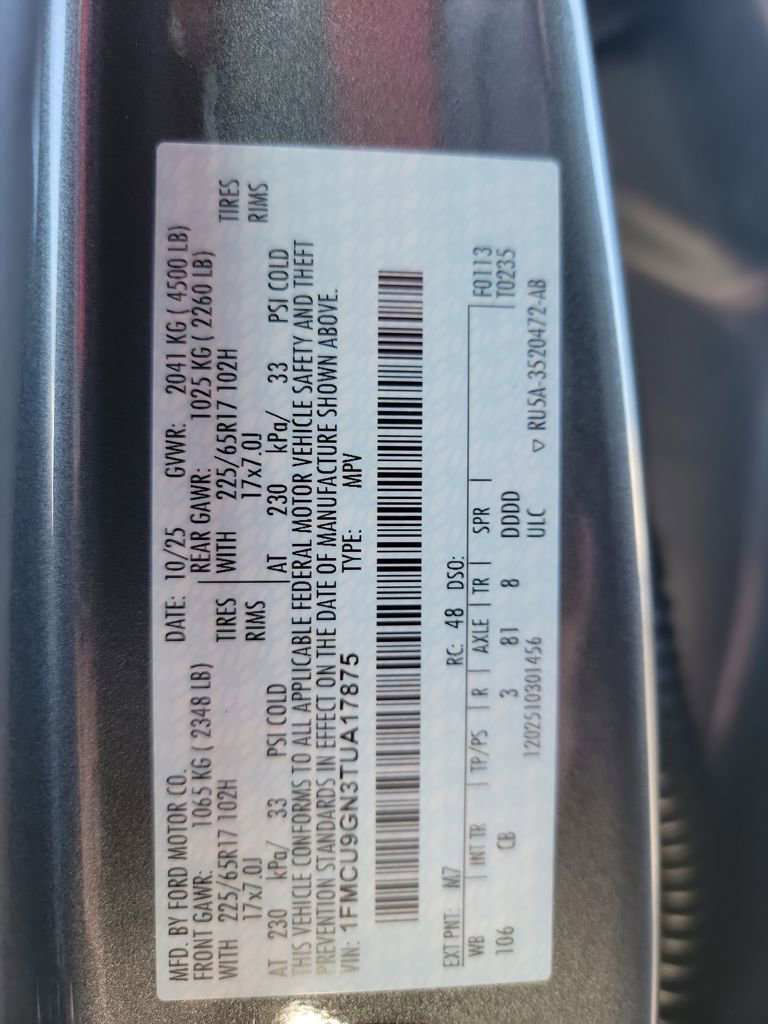 MFD. BY FORD MOTOR CO. DATE: 10/25 GVWR: 2041 KG ( 4500 LB)
FRONT GAWR: 1065 KG ( 2348 LB) REAR GAWR: 1025 KG ( 2260 LB)
WITH 225/65R17 102H TIRES WITH 225/65R17 102H TIRES
17x7.0J RIMS 17x7.0J RIMS
AT 230 kPa/ 33 PSI COLD AT 230 kPa/ 33 PSI COLD
THIS VEHICLE CONFORMS TO ALL APPLICABLE FEDERAL MOTOR VEHICLE SAFETY AND THEFT
PREVENTION STANDARDS IN EFFECT ON THE DATE OF MANUFACTURE SHOWN ABOVE.
VIN: 1FMCU9GN3TUA17875 TYPE: MPV
EXT PNT: M7 RC: 48 DSO:
WB INT TR TP/PS R AXLE TR SPR F0113
106 CB 3 81 8 DDDD T0235
ULC
1202510301456 ▽ RU5A-3520472-AB